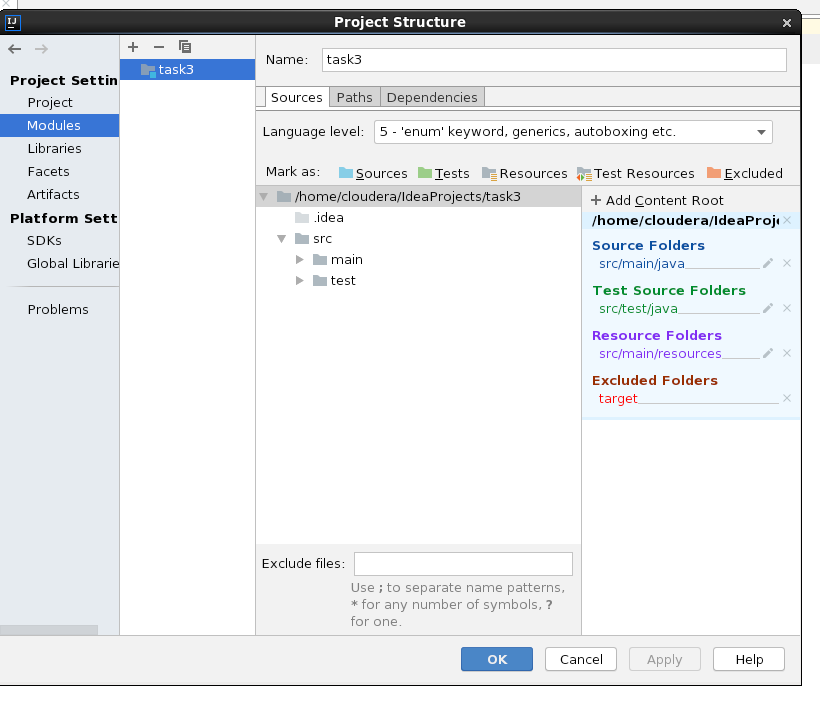 IJ
Project Structure
Project Settin
Project
Modules
Libraries
Facets
Artifacts
Platform Sett
SDKs
Global Librarie
Problems
task3
Name: task3
Sources Paths Dependencies
Language level: 5 - 'enum' keyword, generics, autoboxing etc.
Mark as: Sources Tests Resources Test Resources Excluded
/home/cloudera/IdeaProjects/task3
.idea
src
main
test
Exclude files:
Use ; to separate name patterns,
* for any number of symbols, ?
for one.
+ Add Content Root
/home/cloudera/IdeaProje
Source Folders
src/main/java
Test Source Folders
src/test/java
Resource Folders
src/main/resources
Excluded Folders
target
OK Cancel Apply Help